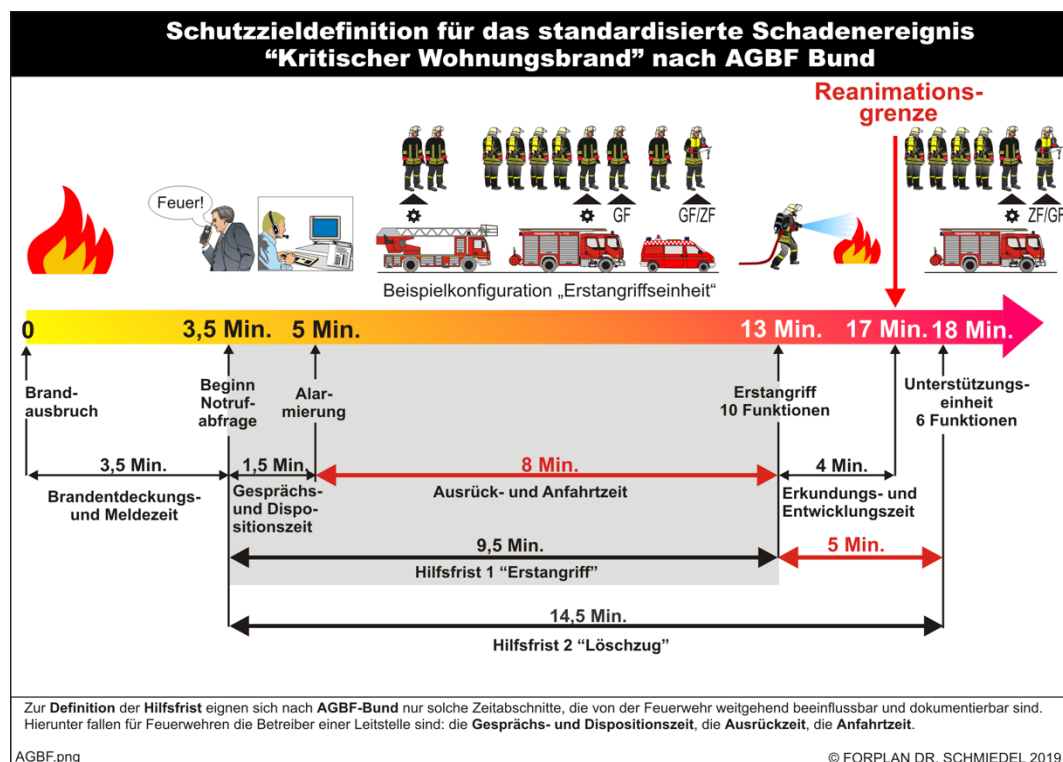 Schutzzieldefinition für das standardisierte Schadenereignis
“Kritischer Wohnungsbrand” nach AGBF Bund
Reanimations-
grenze
Feuer!
GF
GF/ZF
ZF/GF
Beispielkonfiguration „Erstangriffseinheit“
0
3,5 Min.
5 Min.
13 Min.
17 Min.
18 Min.
Brand-
ausbruch
Beginn
Notruf-
abfrage
Alar-
mierung
Erstangriff
10 Funktionen
Unterstützungs-
einheit
6 Funktionen
3,5 Min.
1,5 Min.
8 Min.
4 Min.
Brandentdeckungs-
und Meldezeit
Gesprächs-
und Dispo-
sitionszeit
Ausrück- und Anfahrtzeit
Erkundungs- und
Entwicklungszeit
9,5 Min.
5 Min.
Hilfsfrist 1 “Erstangriff”
14,5 Min.
Hilfsfrist 2 “Löschzug”
Zur Definition der Hilfsfrist eignen sich nach AGBF-Bund nur solche Zeitabschnitte, die von der Feuerwehr weitgehend beeinflussbar und dokumentierbar sind.
Hierunter fallen für Feuerwehren die Betreiber einer Leitstelle sind: die Gesprächs- und Dispositionszeit, die Ausrückzeit, die Anfahrtzeit.
AGBF.png
© FORPLAN DR. SCHMIEDEL 2019